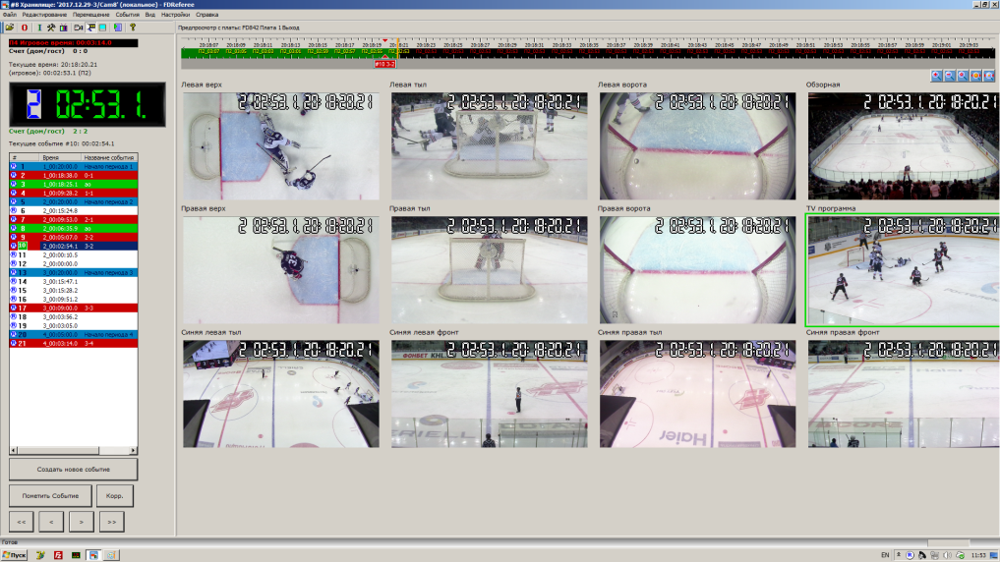 #8 Хранилище: '2017.12.29-3/Cam8' (локальное) - FDReferee
Файл Редактирование Перемещение События Вид Настройки Справка
#4 Игровое время: 00:03:14.0
Счет (дом/гост) 0 : 0
Текущее время: 20:18:20.21
(игровое): 00:02:53.1 (П2)
2 02:53.1.
Счет (дом/гост) 2 : 2
Текущее событие #10: 00:02:54.1
# Время Название события
1 1_00:20:00.0 Начало периода 1
2 1_00:18:38.0 0-1
3 1_00:18:25.1 ао
4 1_00:09:28.2 1-1
5 2_00:20:00.0 Начало периода 2
6 2_00:15:24.8
7 2_00:09:53.0 2-1
8 2_00:06:35.9 ао
9 2_00:05:07.0 2-2
10 2_00:02:54.1 3-2
11 2_00:00:10.5
12 2_00:00:00.0
13 3_00:20:00.0 Начало периода 3
14 3_00:15:47.1
15 3_00:15:28.2
16 3_00:09:51.2
17 3_00:09:00.0 3-3
18 3_00:03:56.2
19 3_00:03:05.0
20 4_00:05:00.0 Начало периода 4
21 4_00:03:14.0 3-4
Создать новое событие
Пометить Событие Корр.
<< < > >>
Предпросмотр с платы: FD842 Плата 1 Выход
20:18:07 20:18:09 20:18:11 20:18:13 20:18:15 20:18:17 20:18:19 20:18:21 20:18:23 20:18:25 20:18:27 20:18:29 20:18:31 20:18:33 20:18:35 20:18:37 20:18:39 20:18:41 20:18:43 20:18:45 20:18:47 20:18:49 20:18:51 20:18:53 20:18:55 20:18:57 20:18:59 20:19:01 20:19:03
#10 3-2
Левая верх Левая тыл Левая ворота Обзорная
2 02:53.1. 20:18:20.21 2 02:53.1. 20:18:20.21 2 02:53.1. 20:18:20.21 2 02:53.1. 20:18:20.21
Правая верх Правая тыл Правая ворота TV программа
2 02:53.1. 20:18:20.21 2 02:53.1. 20:18:20.21 2 02:53.1. 20:18:20.21 2 02:53.1. 20:18:20.21
Синяя левая тыл Синяя левая фронт Синяя правая тыл Синяя правая фронт
2 02:53.1. 20:18:20.21 2 02:53.1. 20:18:20.21 2 02:53.1. 20:18:20.21 2 02:53.1. 20:18:20.21
ФОНБЕТ KHL
Haier
Готов
Пуск EN 11:53